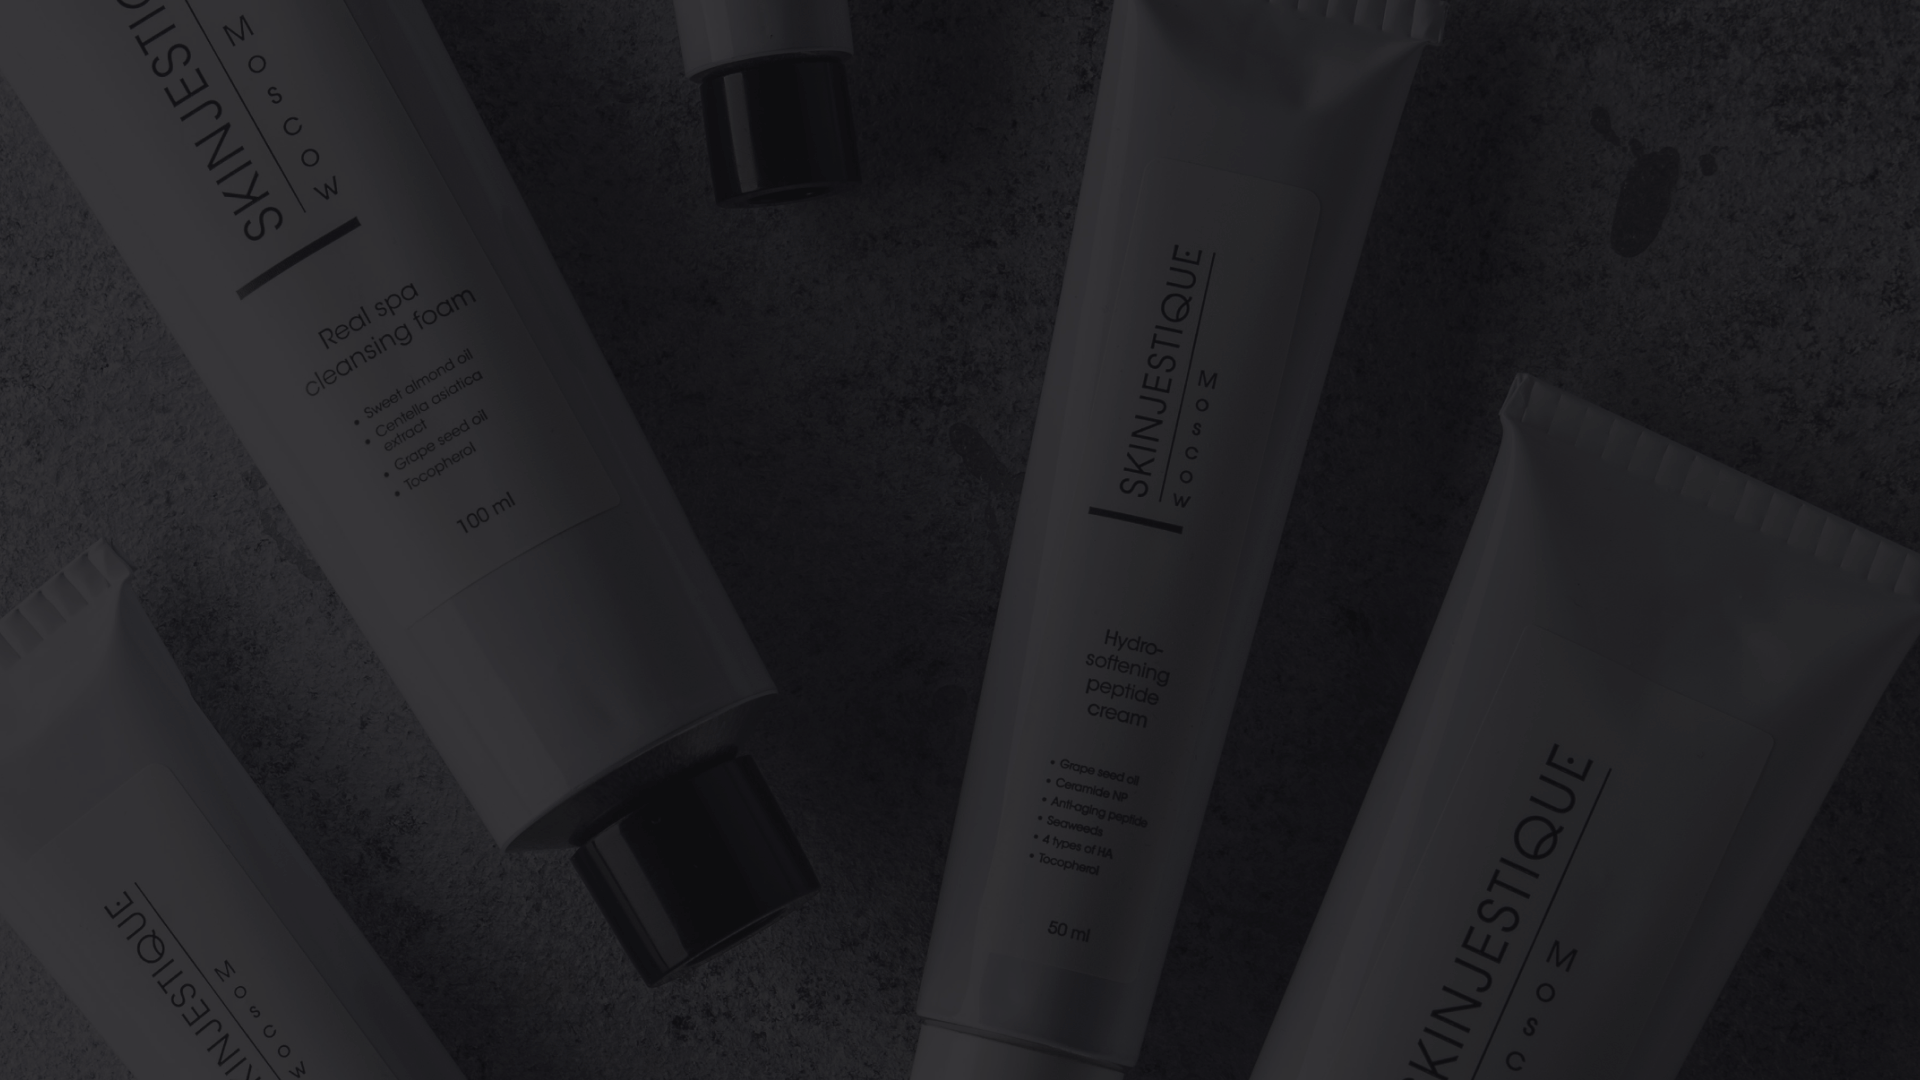 SKINJESTIQ
Moscow
Real spa
cleansing foam
• Sweet almond oil
• Centella asiatica
extract
• Grape seed oil
• Tocopherol
100 ml
SKINJESTIQUE
Moscow
Hydro-
softening
peptide
cream
• Grape seed oil
• Ceramide NP
• Anti-aging peptide
• Seaweeds
• 4 types of HA
• Tocopherol
50 ml
SKINJESTIQUE
Moscow
SKINJESTIQUE
Mosc